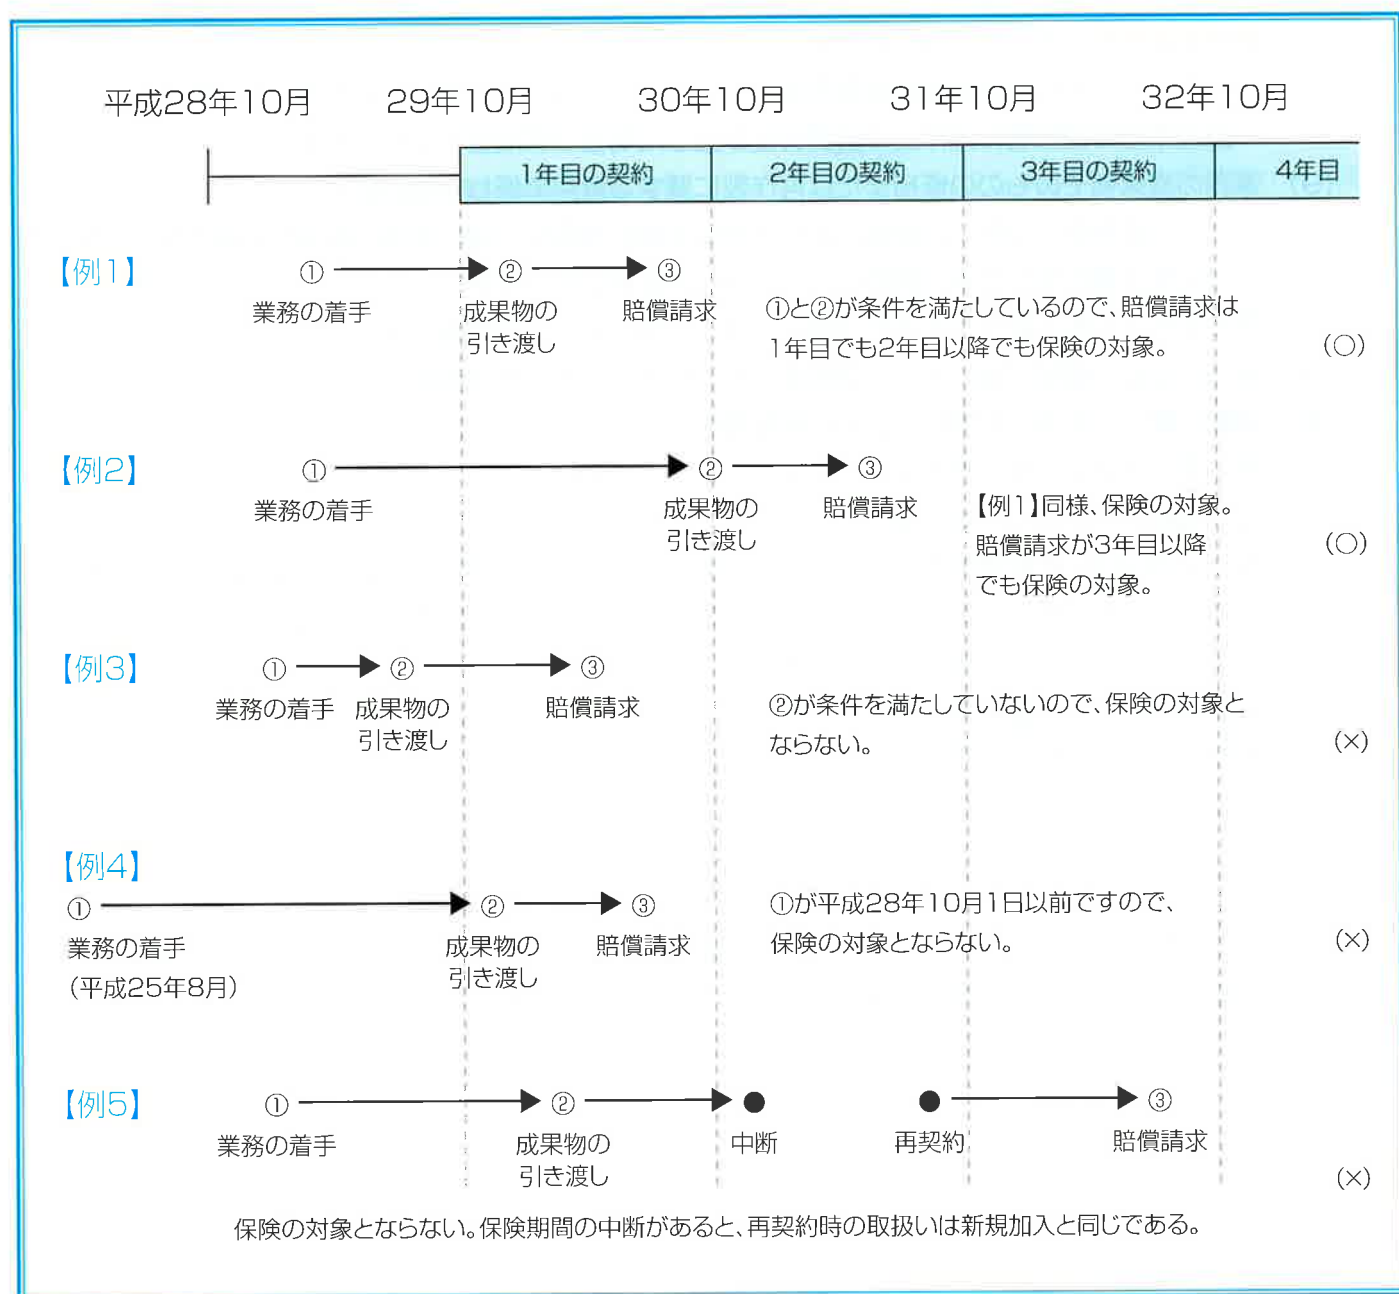 平成28年10月 29年10月 30年10月 31年10月 32年10月
1年目の契約 2年目の契約 3年目の契約 4年目
【例1】
① ② ③
業務の着手 成果物の引き渡し 賠償請求
①と②が条件を満たしているので、賠償請求は
1年目でも2年目以降でも保険の対象。 (○)
【例2】
① ② ③
業務の着手 成果物の引き渡し 賠償請求
【例1】同様、保険の対象。
賠償請求が3年目以降 (○)
でも保険の対象。
【例3】
① ② ③
業務の着手 成果物の引き渡し 賠償請求
②が条件を満たしていないので、保険の対象と
ならない。 (×)
【例4】
① ② ③
業務の着手 成果物の引き渡し 賠償請求
(平成25年8月)
①が平成28年10月1日以前ですので、
保険の対象とならない。 (×)
【例5】
① ② ● ● ③
業務の着手 成果物の引き渡し 中断 再契約 賠償請求
(×)
保険の対象とならない。保険期間の中断があると、再契約時の取扱いは新規加入と同じである。